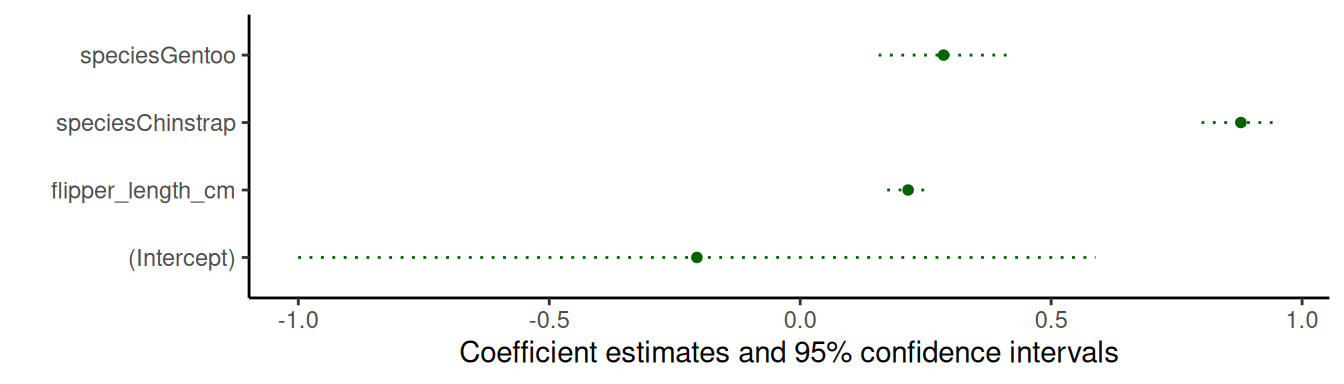 speciesGentoo
speciesChinstrap
flipper_length_cm
(Intercept)
-1.0 -0.5 0.0 0.5 1.0
Coefficient estimates and 95% confidence intervals